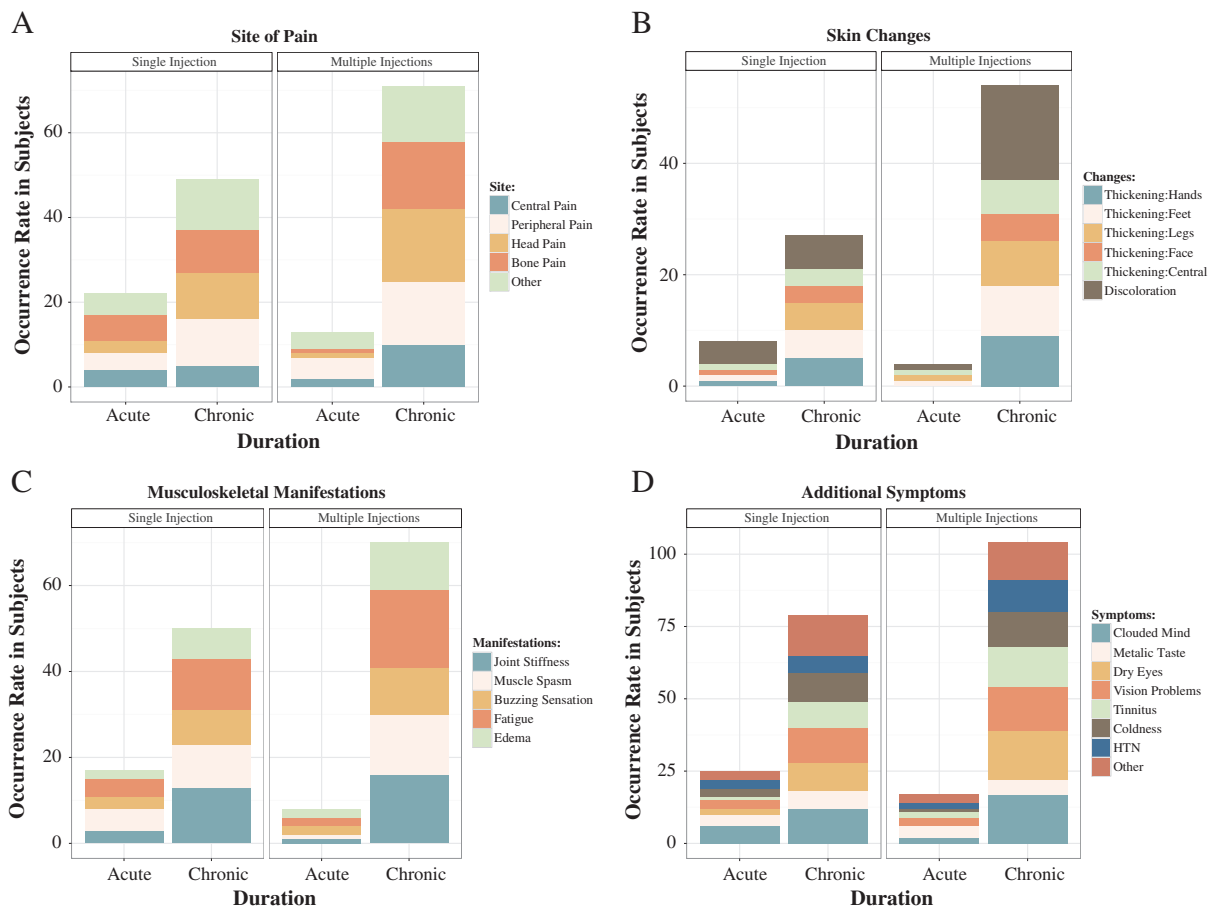 A
Site of Pain
Single Injection
Multiple Injections
Occurrence Rate in Subjects
60
40
20
0
Acute
Chronic
Acute
Chronic
Duration
Site:
Central Pain
Peripheral Pain
Head Pain
Bone Pain
Other
B
Skin Changes
Single Injection
Multiple Injections
Occurrence Rate in Subjects
40
20
0
Acute
Chronic
Acute
Chronic
Duration
Changes:
Thickening:Hands
Thickening:Feet
Thickening:Legs
Thickening:Face
Thickening:Central
Discoloration
C
Musculoskeletal Manifestations
Single Injection
Multiple Injections
Occurrence Rate in Subjects
60
40
20
0
Acute
Chronic
Acute
Chronic
Duration
Manifestations:
Joint Stiffness
Muscle Spasm
Buzzing Sensation
Fatigue
Edema
D
Additional Symptoms
Single Injection
Multiple Injections
Occurrence Rate in Subjects
100
75
50
25
0
Acute
Chronic
Acute
Chronic
Duration
Symptoms:
Clouded Mind
Metalic Taste
Dry Eyes
Vision Problems
Tinnitus
Coldness
HTN
Other